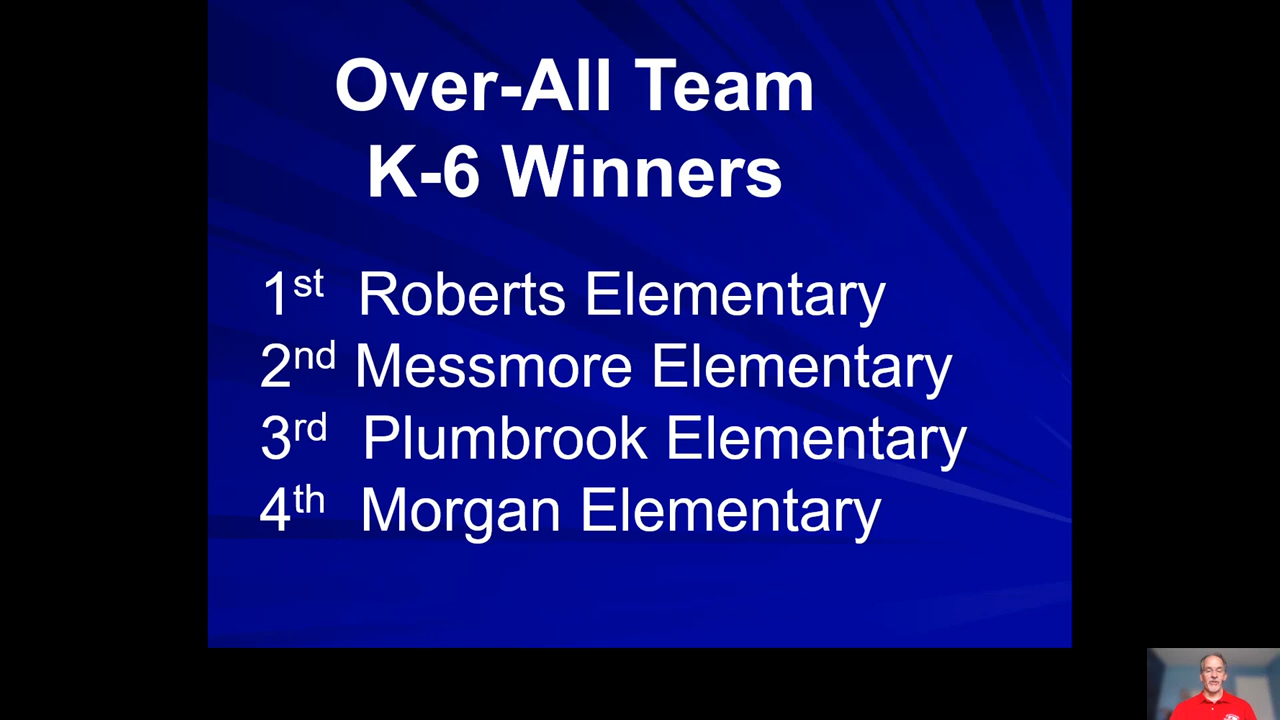 Over-All Team
K-6 Winners
1st Roberts Elementary
2nd Messmore Elementary
3rd Plumbrook Elementary
4th Morgan Elementary